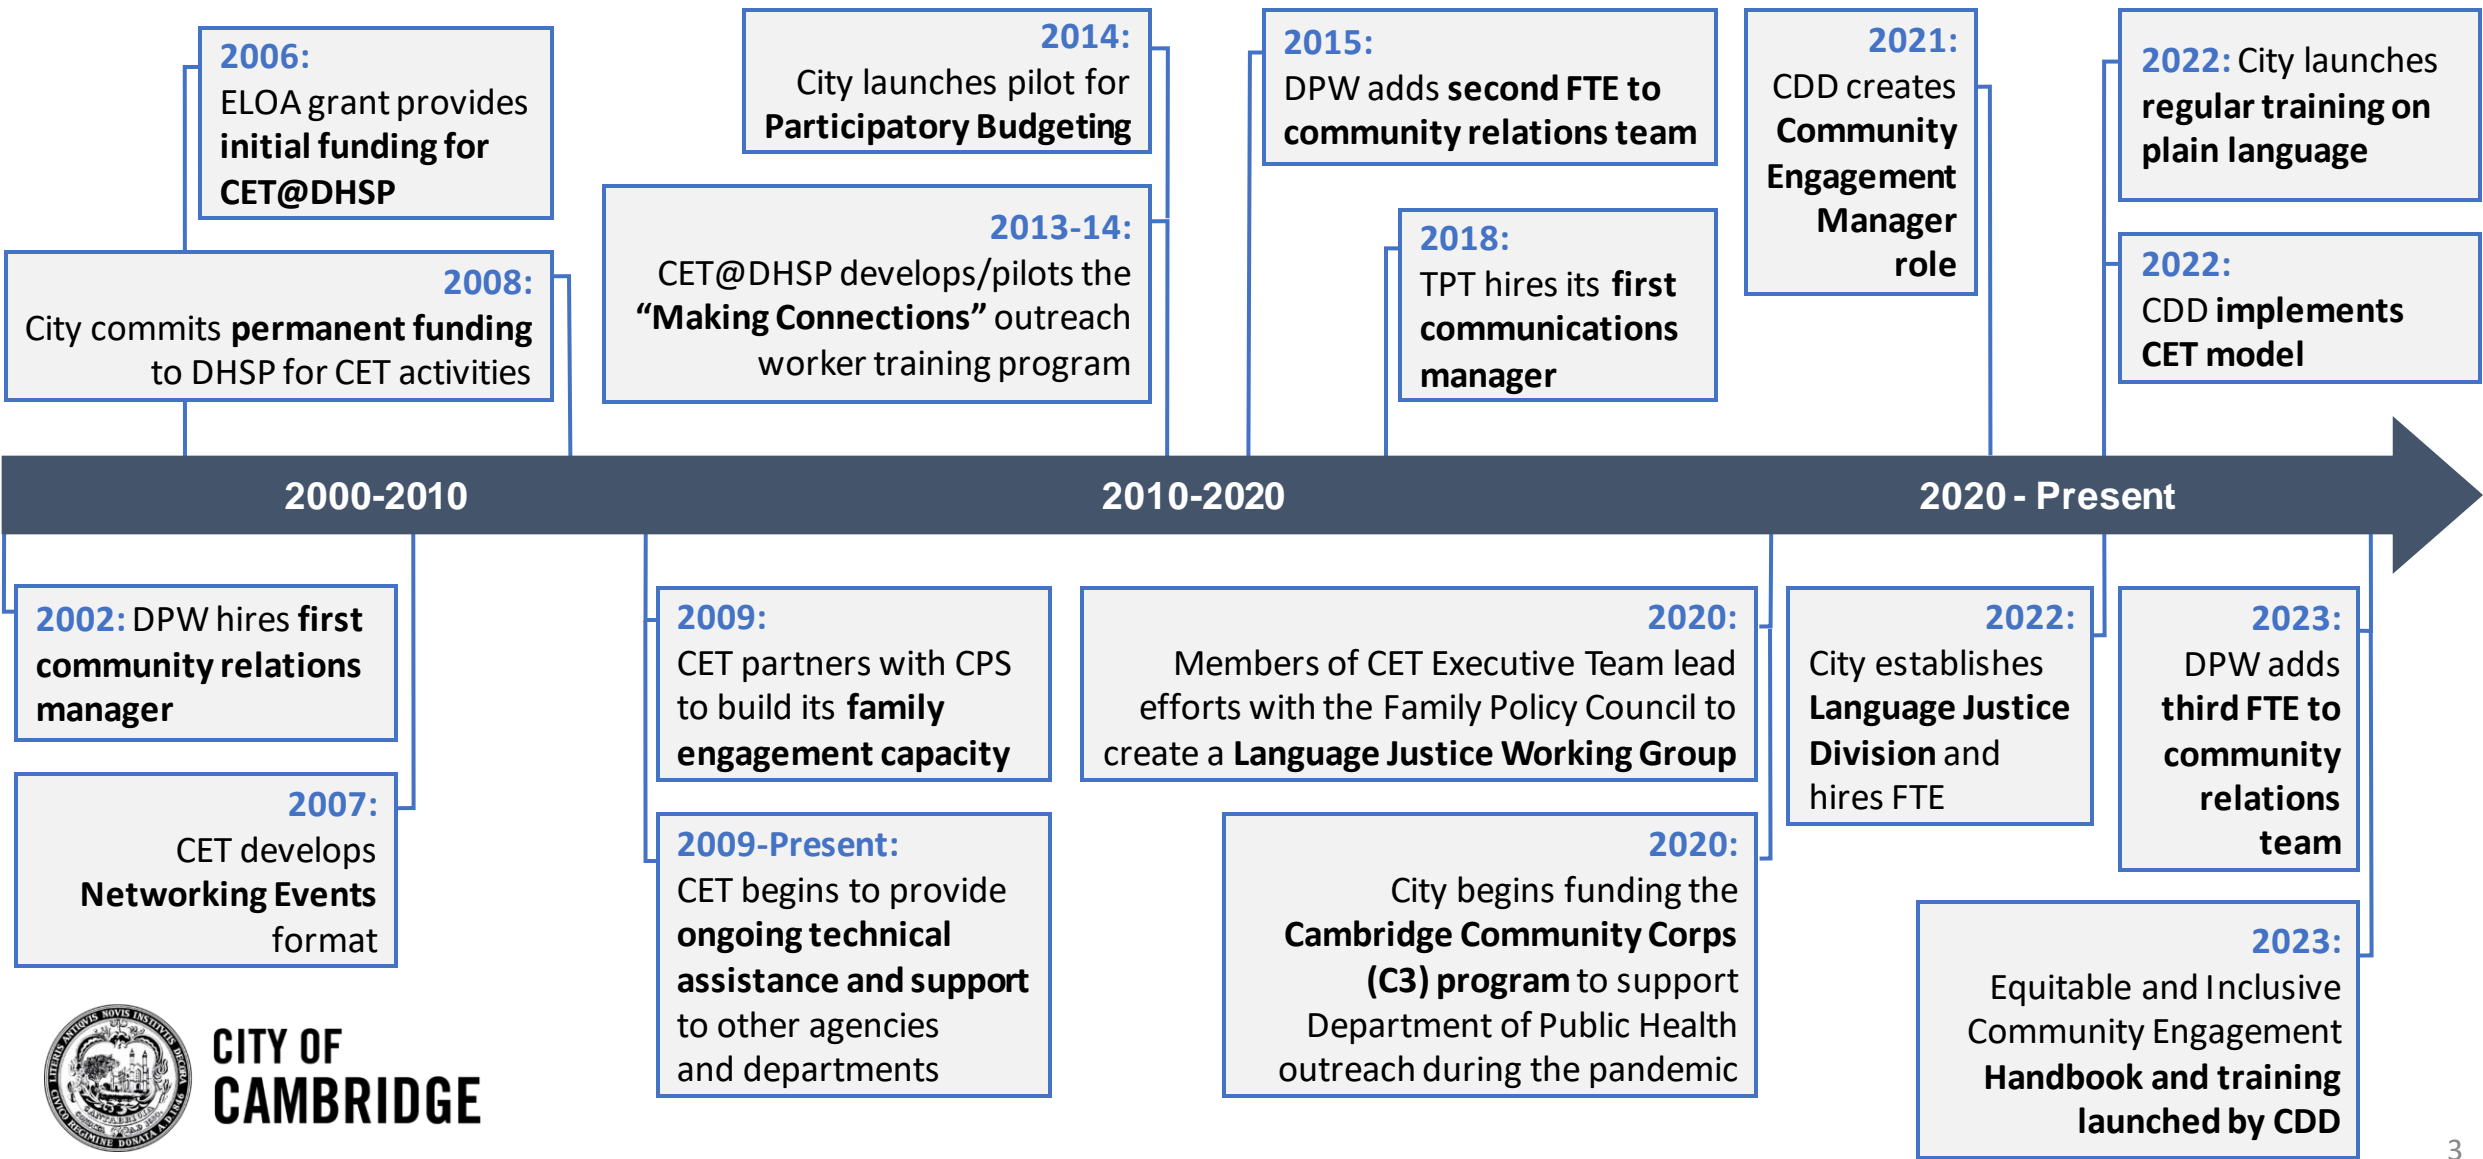 2006:
ELOA grant provides
initial funding for
CET@DHSP
2008:
City commits permanent funding
to DHSP for CET activities
2014:
City launches pilot for
Participatory Budgeting
2013-14:
CET@DHSP develops/pilots the
“Making Connections” outreach
worker training program
2015:
DPW adds second FTE to
community relations team
2018:
TPT hires its first
communications
manager
2021:
CDD creates
Community
Engagement
Manager
role
2022: City launches
regular training on
plain language
2022:
CDD implements
CET model
2000-2010
2010-2020
2020 - Present
2002: DPW hires first
community relations
manager
2007:
CET develops
Networking Events
format
2009:
CET partners with CPS
to build its family
engagement capacity
2009-Present:
CET begins to provide
ongoing technical
assistance and support
to other agencies
and departments
2020:
Members of CET Executive Team lead
efforts with the Family Policy Council to
create a Language Justice Working Group
2020:
City begins funding the
Cambridge Community Corps
(C3) program to support
Department of Public Health
outreach during the pandemic
2022:
City establishes
Language Justice
Division and
hires FTE
2023:
DPW adds
third FTE to
community
relations
team
2023:
Equitable and Inclusive
Community Engagement
Handbook and training
launched by CDD
CITY OF
CAMBRIDGE
3